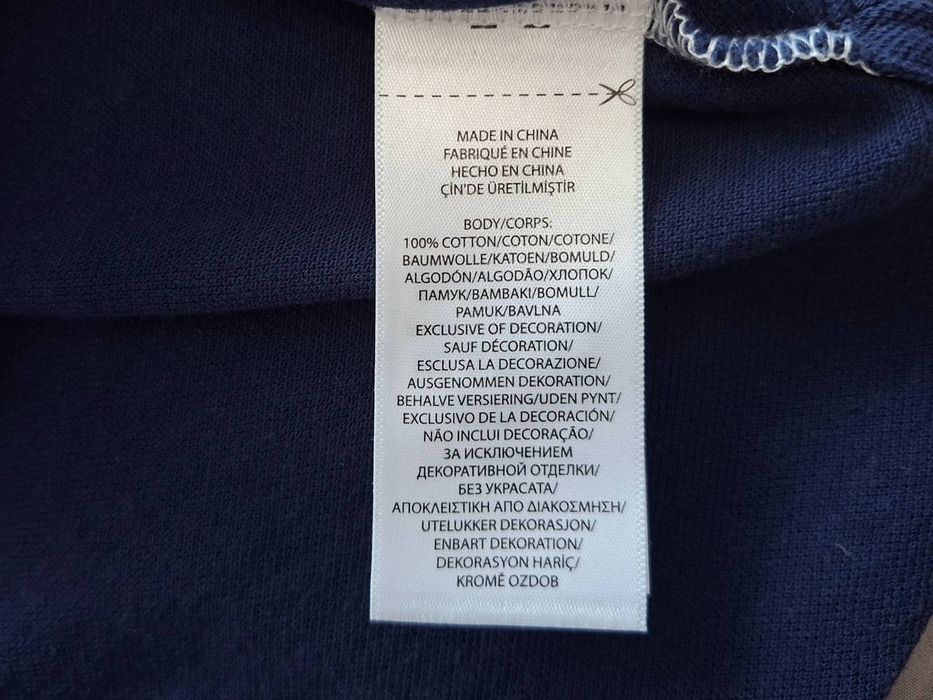 MADE IN CHINA
FABRIQUÉ EN CHINE
HECHO EN CHINA
ÇİN'DE ÜRETİLMİŞTİR
BODY/CORPS:
100% COTTON/COTON/COTONE/
BAUMWOLLE/KATOEN/BOMULD/
ALGODÓN/ALGODÃO/ХЛОПОК/
ПАМУК/ΒΑΜΒΑΚΙ/BOMULL/
PAMUK/BAVLNA
EXCLUSIVE OF DECORATION/
SAUF DÉCORATION/
ESCLUSA LA DECORAZIONE/
AUSGENOMMEN DEKORATION/
BEHALVE VERSIERING/UDEN PYNT/
EXCLUSIVO DE LA DECORACIÓN/
NÃO INCLUI DECORAÇÃO/
ЗА ИСКЛЮЧЕНИЕМ
ДЕКОРАТИВНОЙ ОТДЕЛКИ/
БЕЗ УКРАСАТА/
ΑΠΟΚΛΕΙΣΤΙΚΗ ΑΠΟ ΔΙΑΚΟΣΜΗΣΗ/
UTELUKKER DEKORASJON/
ENBART DEKORATION/
DEKORASYON HARİÇ/
KROMĚ OZDOB